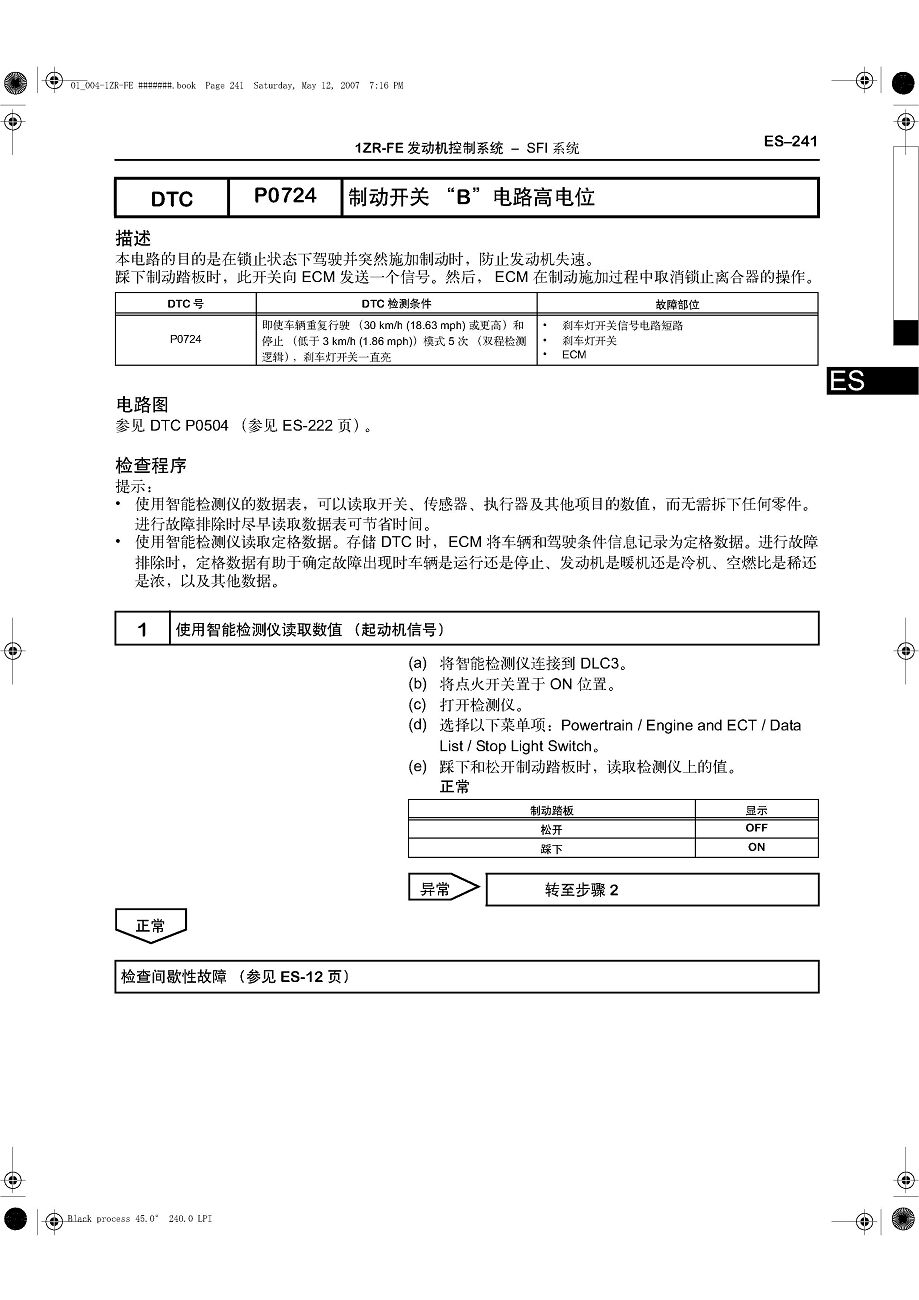 01_004-1ZR-FE #######.book Page 241 Saturday, May 12, 2007 7:16 PM
1ZR-FE 发动机控制系统 – SFI 系统
ES–241
DTC P0724 制动开关 “B” 电路高电位
描述
本电路的目的是在锁止状态下驾驶并突然施加制动时，防止发动机失速。
踩下制动踏板时，此开关向 ECM 发送一个信号。然后， ECM 在制动施加过程中取消锁止离合器的操作。
DTC 号 DTC 检测条件 故障部位
P0724
即使车辆重复行驶 （30 km/h (18.63 mph) 或更高）和
停止 （低于 3 km/h (1.86 mph)）模式 5 次 （双程检测
逻辑），刹车灯开关一直亮
• 刹车灯开关信号电路短路
• 刹车灯开关
• ECM
ES
电路图
参见 DTC P0504 （参见 ES-222 页）。
检查程序
提示：
• 使用智能检测仪的数据表，可以读取开关、传感器、执行器及其他项目的数值，而无需拆下任何零件。
进行故障排除时尽早读取数据表可节省时间。
• 使用智能检测仪读取定格数据。存储 DTC 时， ECM 将车辆和驾驶条件信息记录为定格数据。进行故障
排除时，定格数据有助于确定故障出现时车辆是运行还是停止、发动机是暖机还是冷机、空燃比是稀还
是浓，以及其他数据。
1 使用智能检测仪读取数值 （起动机信号）
(a) 将智能检测仪连接到 DLC3。
(b) 将点火开关置于 ON 位置。
(c) 打开检测仪。
(d) 选择以下菜单项：Powertrain / Engine and ECT / Data
List / Stop Light Switch。
(e) 踩下和松开制动踏板时，读取检测仪上的值。
正常
制动踏板 显示
松开 OFF
踩下 ON
异常 转至步骤 2
正常
检查间歇性故障 （参见 ES-12 页）
Black process 45.0° 240.0 LPI